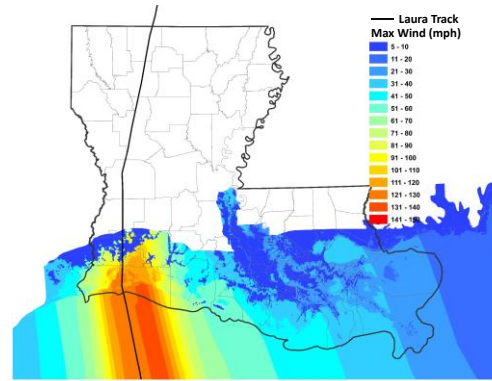 Laura Track
Max Wind (mph)
5 - 10
11 - 20
21 - 30
31 - 40
41 - 50
51 - 60
61 - 70
71 - 80
81 - 90
91 - 100
101 - 110
111 - 120
121 - 130
131 - 140
141 -